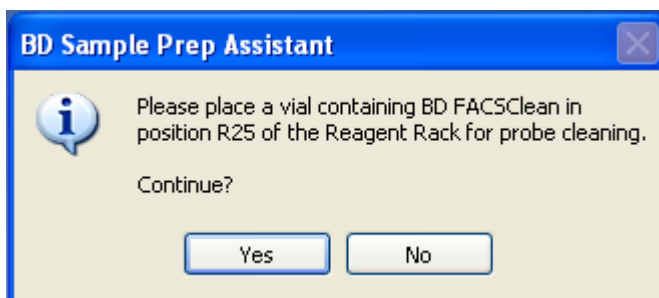 BD Sample Prep Assistant
Please place a vial containing BD FACSClean in
position R25 of the Reagent Rack for probe cleaning.
Continue?
Yes
No